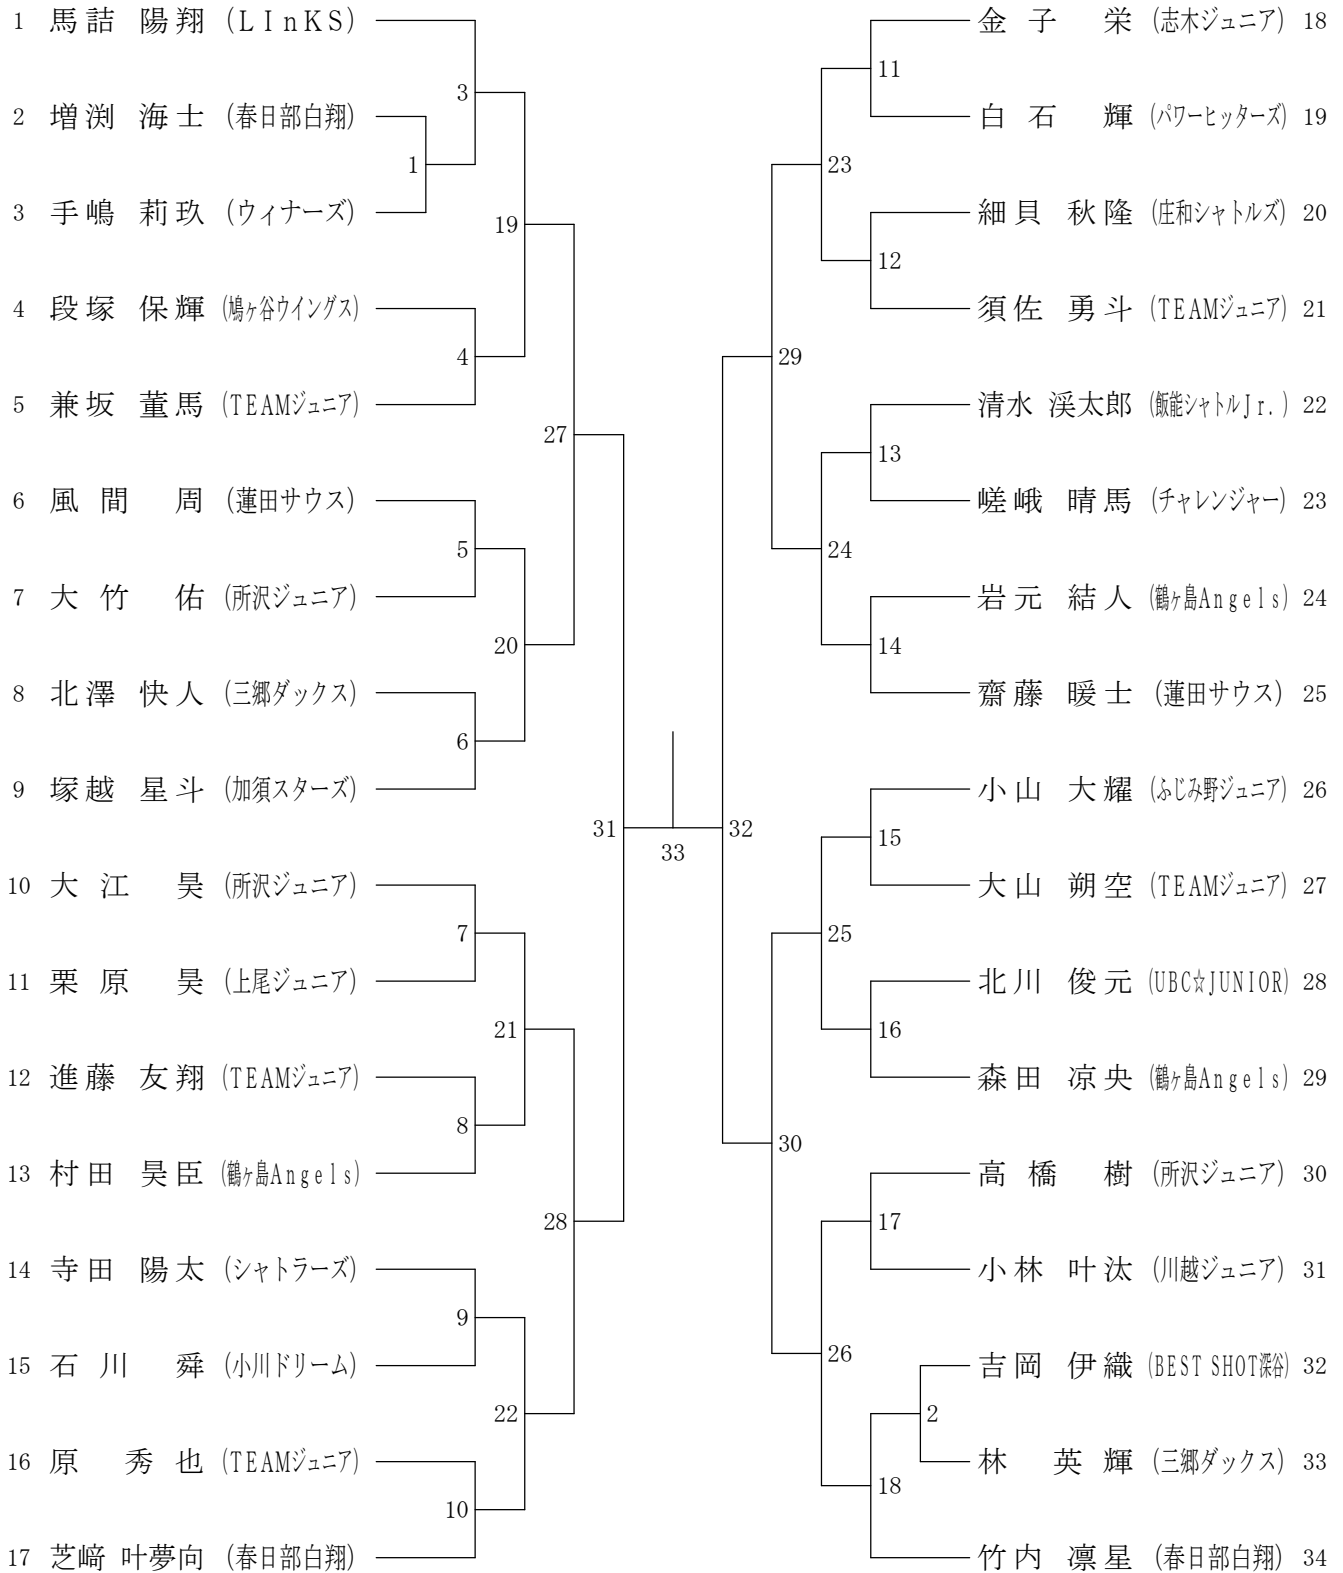 1 馬詰 陽翔 (LInKS)
2 増渕 海士 (春日部白翔)
3 手嶋 莉玖 (ウィナーズ)
4 段塚 保輝 (鳩ヶ谷ウイングス)
5 兼坂 董馬 (TEAMジュニア)
6 風間 周 (蓮田サウス)
7 大竹 佑 (所沢ジュニア)
8 北澤 快人 (三郷ダックス)
9 塚越 星斗 (加須スターズ)
10 大江 昊 (所沢ジュニア)
11 栗原 昊 (上尾ジュニア)
12 進藤 友翔 (TEAMジュニア)
13 村田 昊臣 (鶴ヶ島Angels)
14 寺田 陽太 (シャトラーズ)
15 石川 舜 (小川ドリーム)
16 原 秀也 (TEAMジュニア)
17 芝﨑 叶夢向 (春日部白翔)
3
1
19
4
27
5
20
6
31
7
21
8
28
9
22
10
33
32
11
23
12
29
13
24
14
15
25
16
30
17
26
2
18
金子 栄 (志木ジュニア) 18
白石 輝 (パワーヒッターズ) 19
細貝 秋隆 (庄和シャトルズ) 20
須佐 勇斗 (TEAMジュニア) 21
清水 渓太郎 (飯能シャトルJr.) 22
嵯峨 晴馬 (チャレンジャー) 23
岩元 結人 (鶴ヶ島Angels) 24
齋藤 暖士 (蓮田サウス) 25
小山 大耀 (ふじみ野ジュニア) 26
大山 朔空 (TEAMジュニア) 27
北川 俊元 (UBC☆JUNIOR) 28
森田 凉央 (鶴ヶ島Angels) 29
高橋 樹 (所沢ジュニア) 30
小林 叶汰 (川越ジュニア) 31
吉岡 伊織 (BEST SHOT深谷) 32
林 英輝 (三郷ダックス) 33
竹内 凛星 (春日部白翔) 34